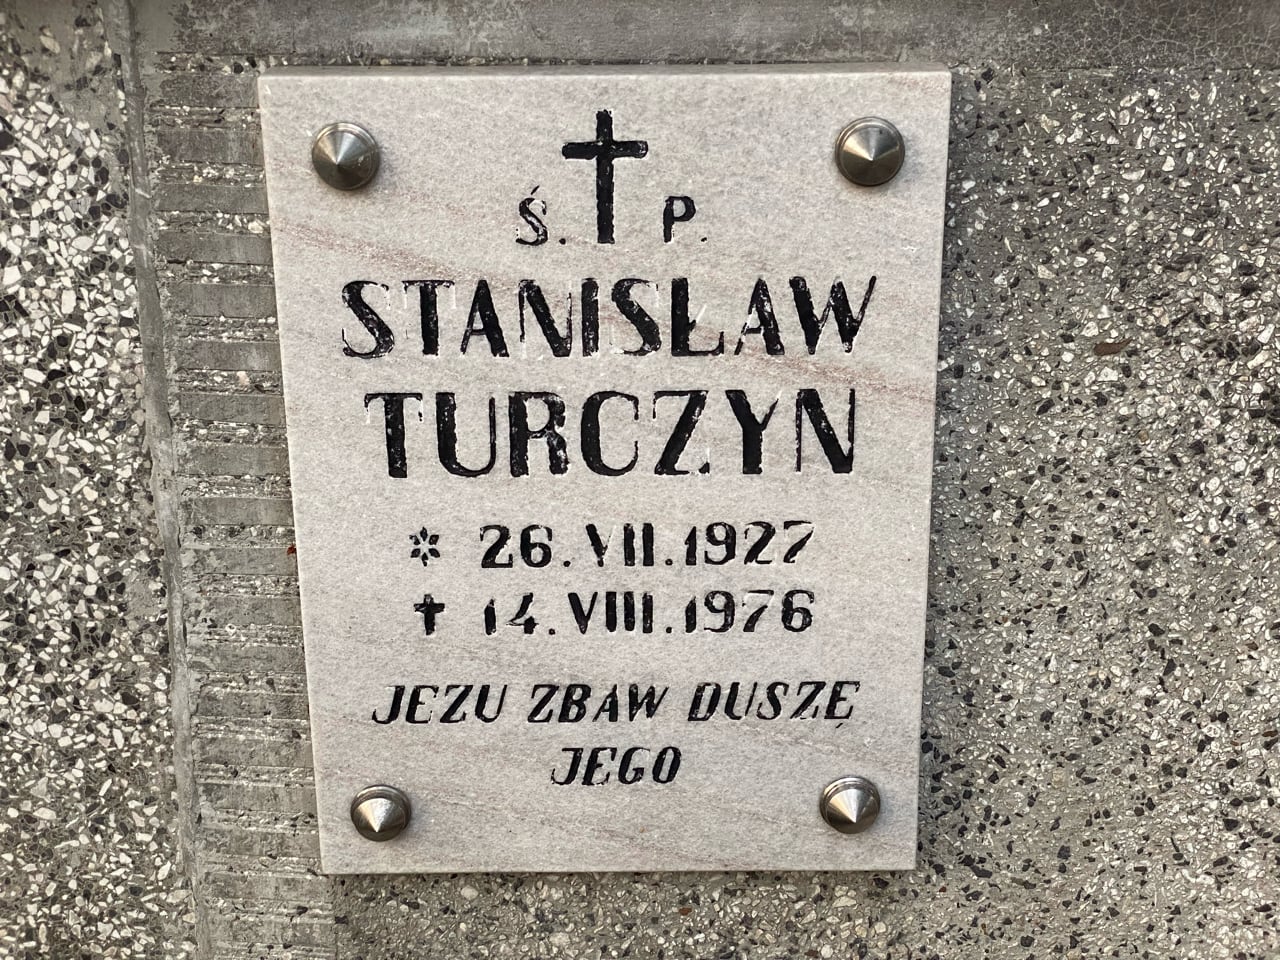 Ś. P.
STANISŁAW
TURCZYN
* 26.VII.1927
✝ 14.VIII.1976
JEZU ZBAW DUSZĘ
JEGO